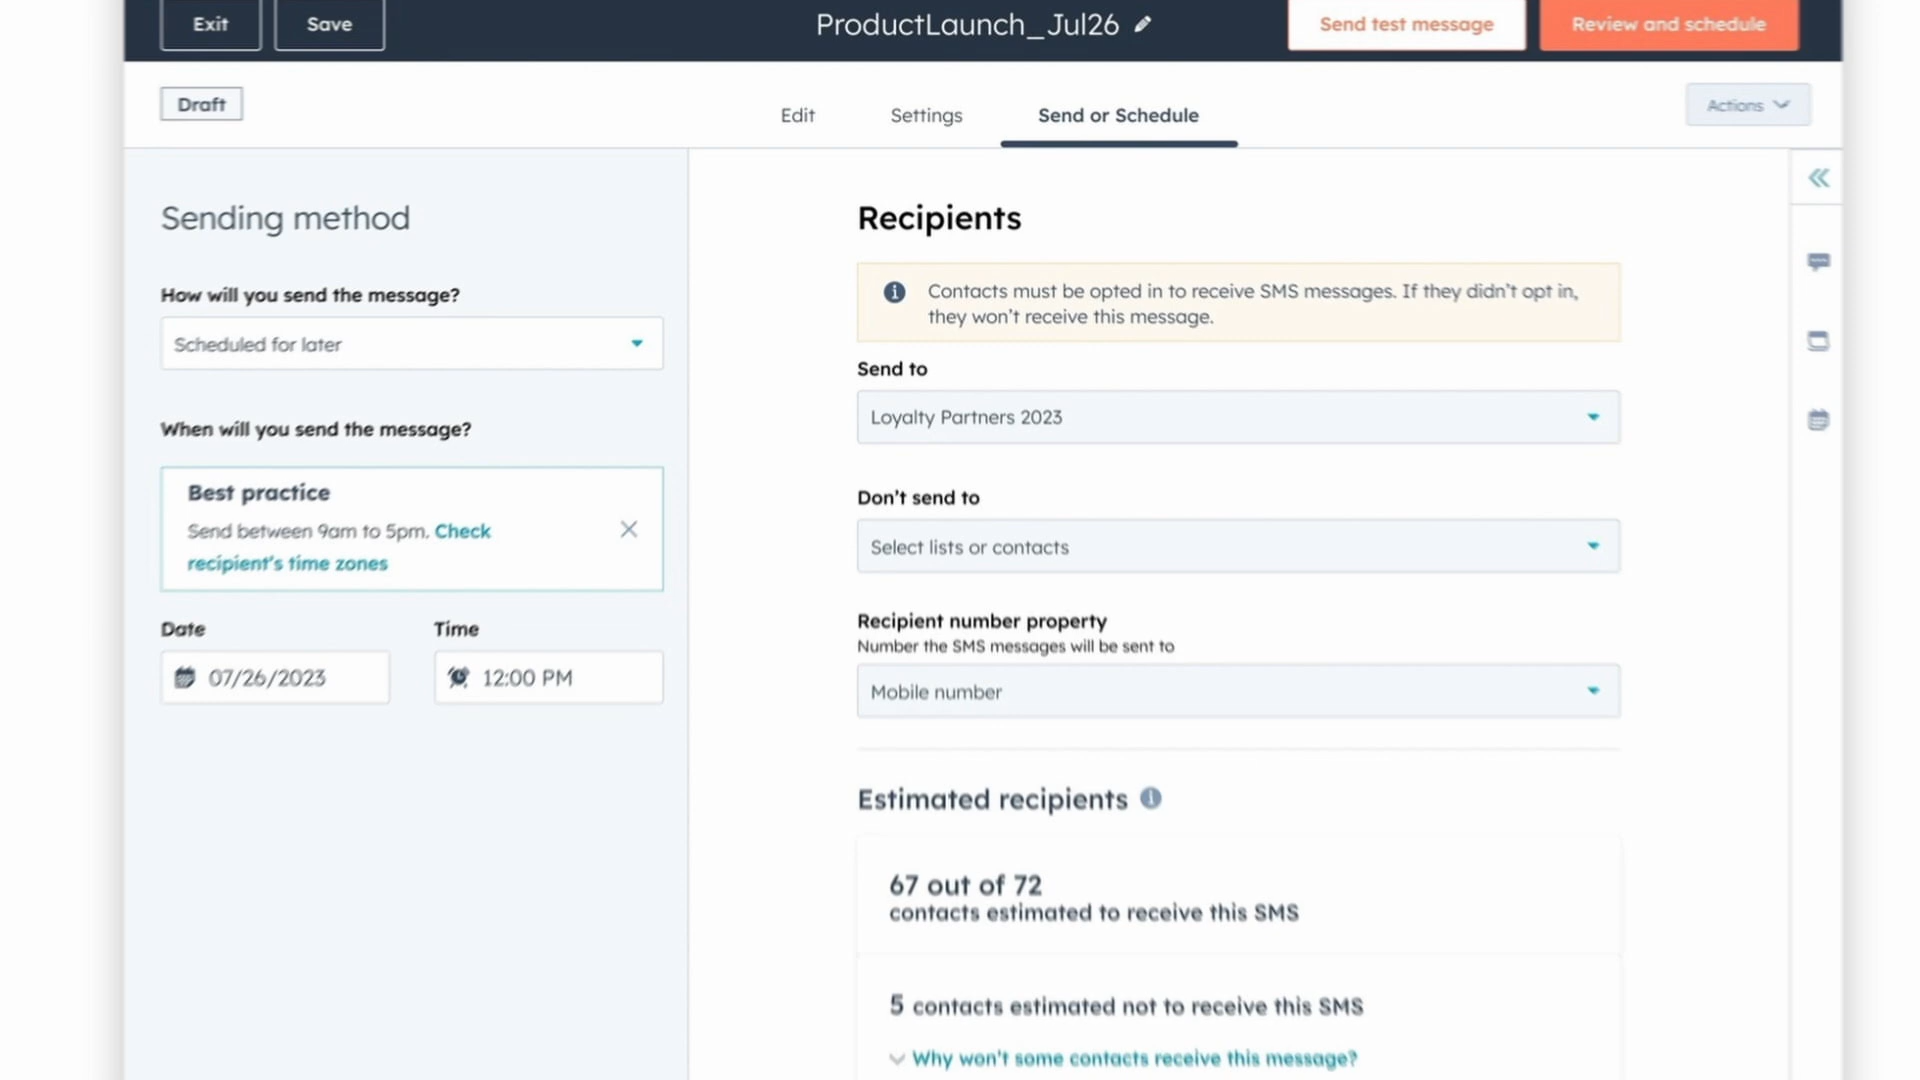 Exit
Save
ProductLaunch_Jul26
Send test message
Review and schedule
Draft
Edit
Settings
Send or Schedule
Actions
Sending method
How will you send the message?
Scheduled for later
When will you send the message?
Best practice
Send between 9am to 5pm. Check
recipient's time zones
Date
Time
07/26/2023
12:00 PM
Recipients
Contacts must be opted in to receive SMS messages. If they didn't opt in,
they won't receive this message.
Send to
Loyalty Partners 2023
Don't send to
Select lists or contacts
Recipient number property
Number the SMS messages will be sent to
Mobile number
Estimated recipients
67 out of 72
contacts estimated to receive this SMS
5 contacts estimated not to receive this SMS
Why won't some contacts receive this message?